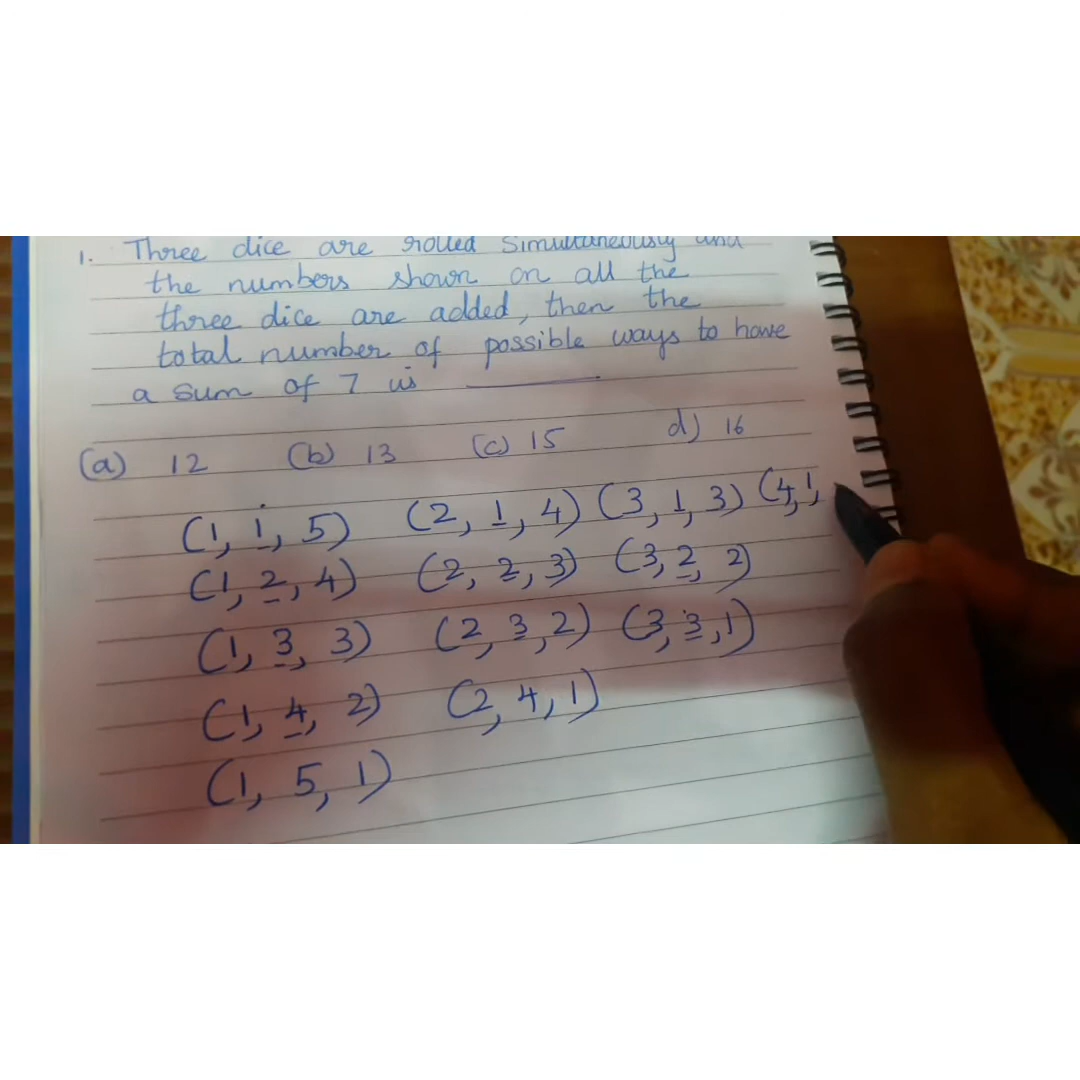 1. Three dice are rolled simultaneously and
the numbers shown on all the
three dice are added, then the
total number of possible ways to have
a sum of 7 is ______
(a) 12 (b) 13 (c) 15 d) 16
(1, 1, 5) (2, 1, 4) (3, 1, 3) (4, 1,
(1, 2, 4) (2, 2, 3) (3, 2, 2)
(1, 3, 3) (2, 3, 2) (3, 3, 1)
(1, 4, 2) (2, 4, 1)
(1, 5, 1)